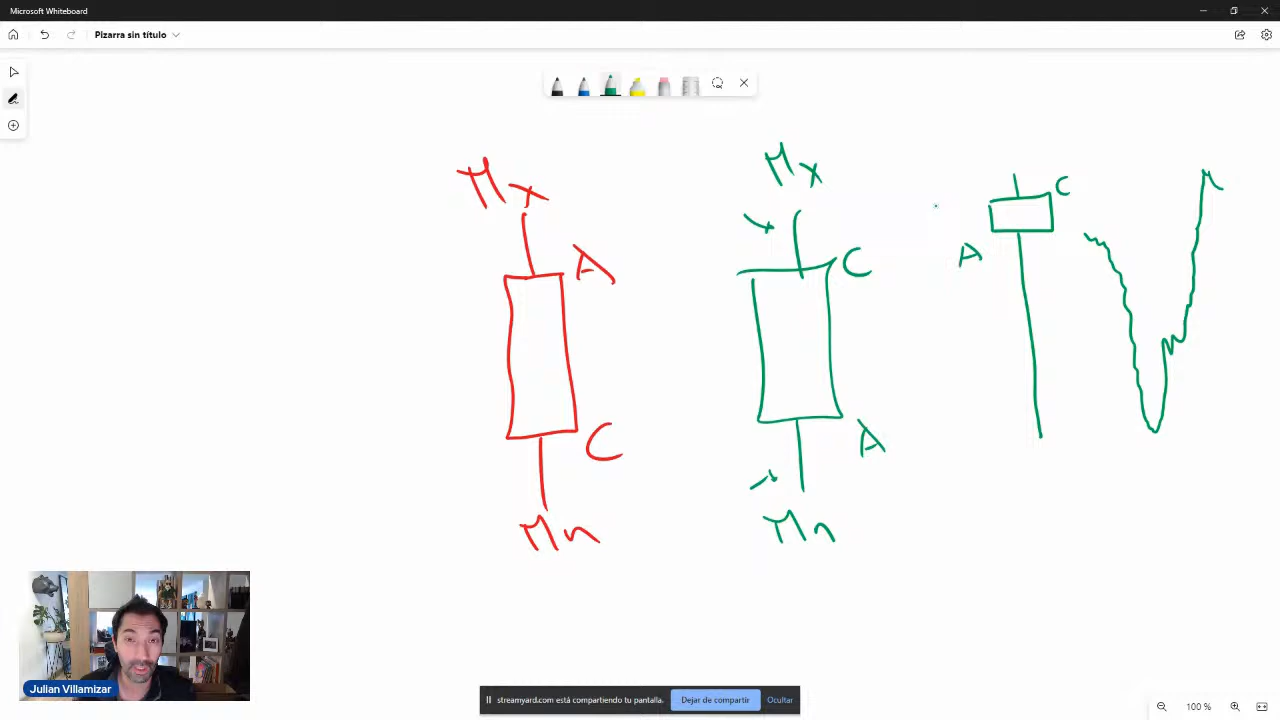 Microsoft Whiteboard
Pizarra sin título
Mx
A
C
Mn
Mx
C
A
Mn
C
A
Julian Villamizar
streamyard.com está compartiendo tu pantalla.
Dejar de compartir
Ocultar
100 %